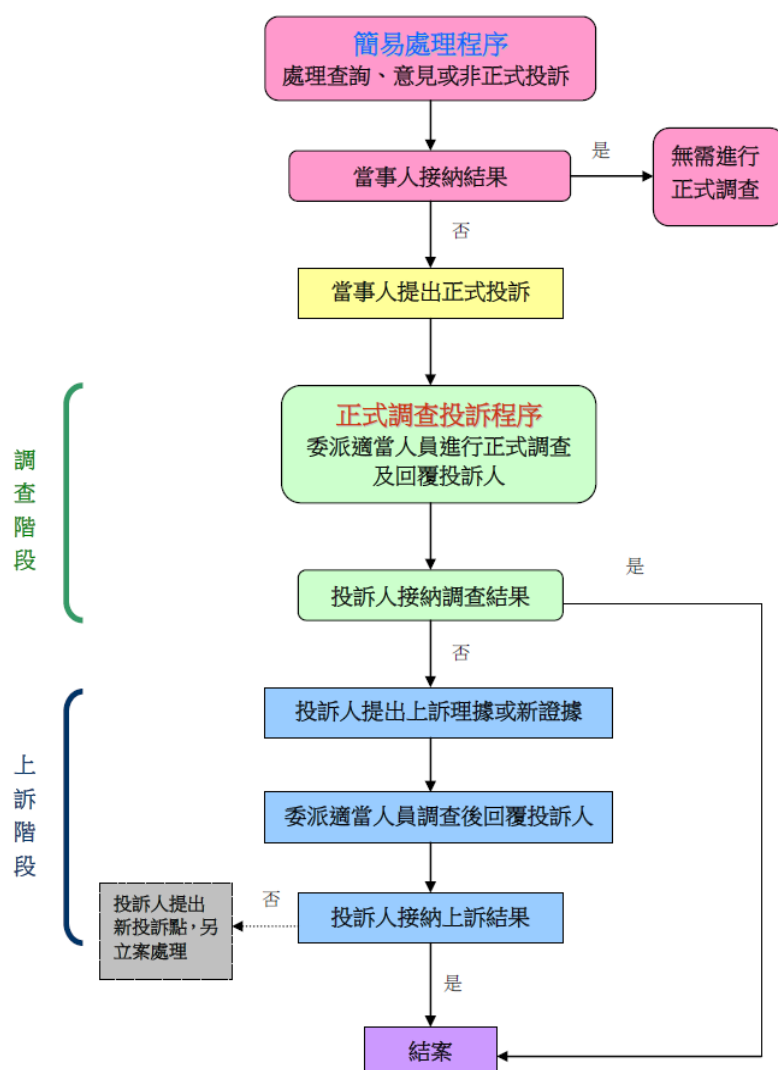 簡易處理程序
處理查詢、意見或非正式投訴
是
無需進行
正式調查
當事人接納結果
否
當事人提出正式投訴
調查階段
正式調查投訴程序
委派適當人員進行正式調查
及回覆投訴人
是
投訴人接納調查結果
否
上訴階段
投訴人提出上訴理據或新證據
委派適當人員調查後回覆投訴人
投訴人提出
新投訴點，另
立案處理
否
投訴人接納上訴結果
是
結案